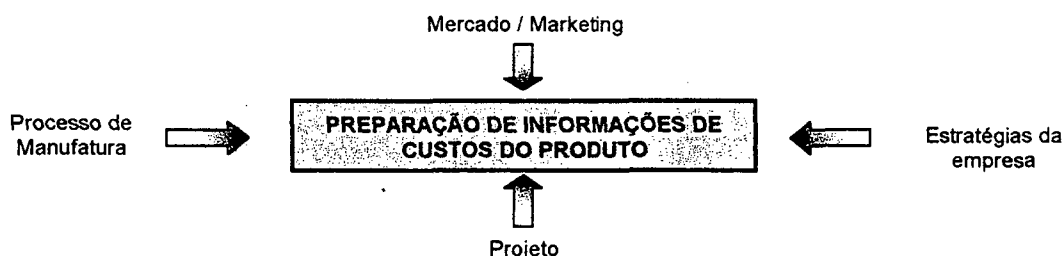 Mercado / Marketing
Processo de
Manufatura
PREPARAÇÃO DE INFORMAÇÕES DE
CUSTOS DO PRODUTO
Estratégias da
empresa
Projeto